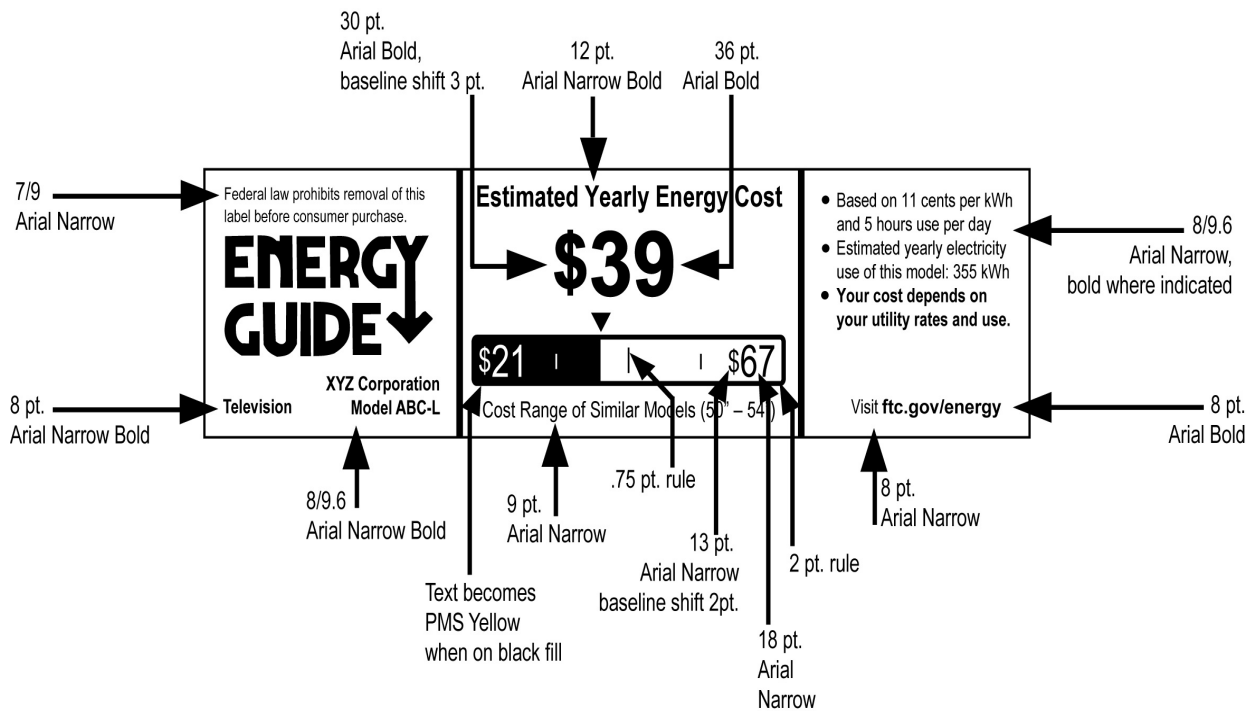 30 pt.
Arial Bold,
baseline shift 3 pt.
12 pt.
Arial Narrow Bold
36 pt.
Arial Bold
7/9
Arial Narrow
Federal law prohibits removal of this
label before consumer purchase.
ENERGY
GUIDE
XYZ Corporation
Television
Model ABC-L
Estimated Yearly Energy Cost
$39
$21
$67
Cost Range of Similar Models (50” – 54”)
• Based on 11 cents per kWh
and 5 hours use per day
• Estimated yearly electricity
use of this model: 355 kWh
• Your cost depends on
your utility rates and use.
Visit ftc.gov/energy
8/9.6
Arial Narrow,
bold where indicated
8 pt.
Arial Narrow Bold
8 pt.
Arial Bold
8/9.6
Arial Narrow Bold
9 pt.
Arial Narrow
.75 pt. rule
13 pt.
Arial Narrow
baseline shift 2pt.
2 pt. rule
8 pt.
Arial Narrow
Text becomes
PMS Yellow
when on black fill
18 pt.
Arial
Narrow